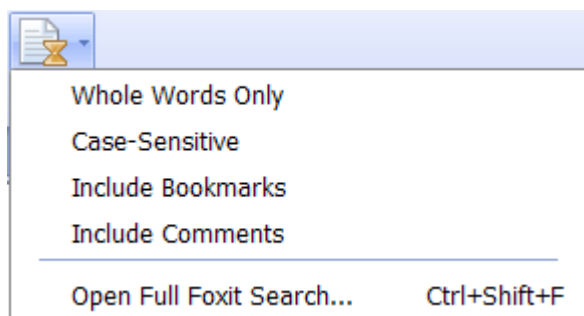 Whole Words Only
Case-Sensitive
Include Bookmarks
Include Comments
Open Full Foxit Search... Ctrl+Shift+F